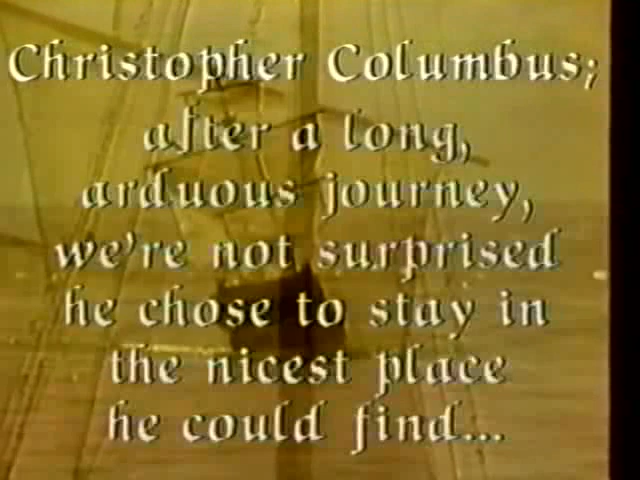 Christopher Columbus;
after a long,
arduous journey,
we're not surprised
he chose to stay in
the nicest place
he could find...